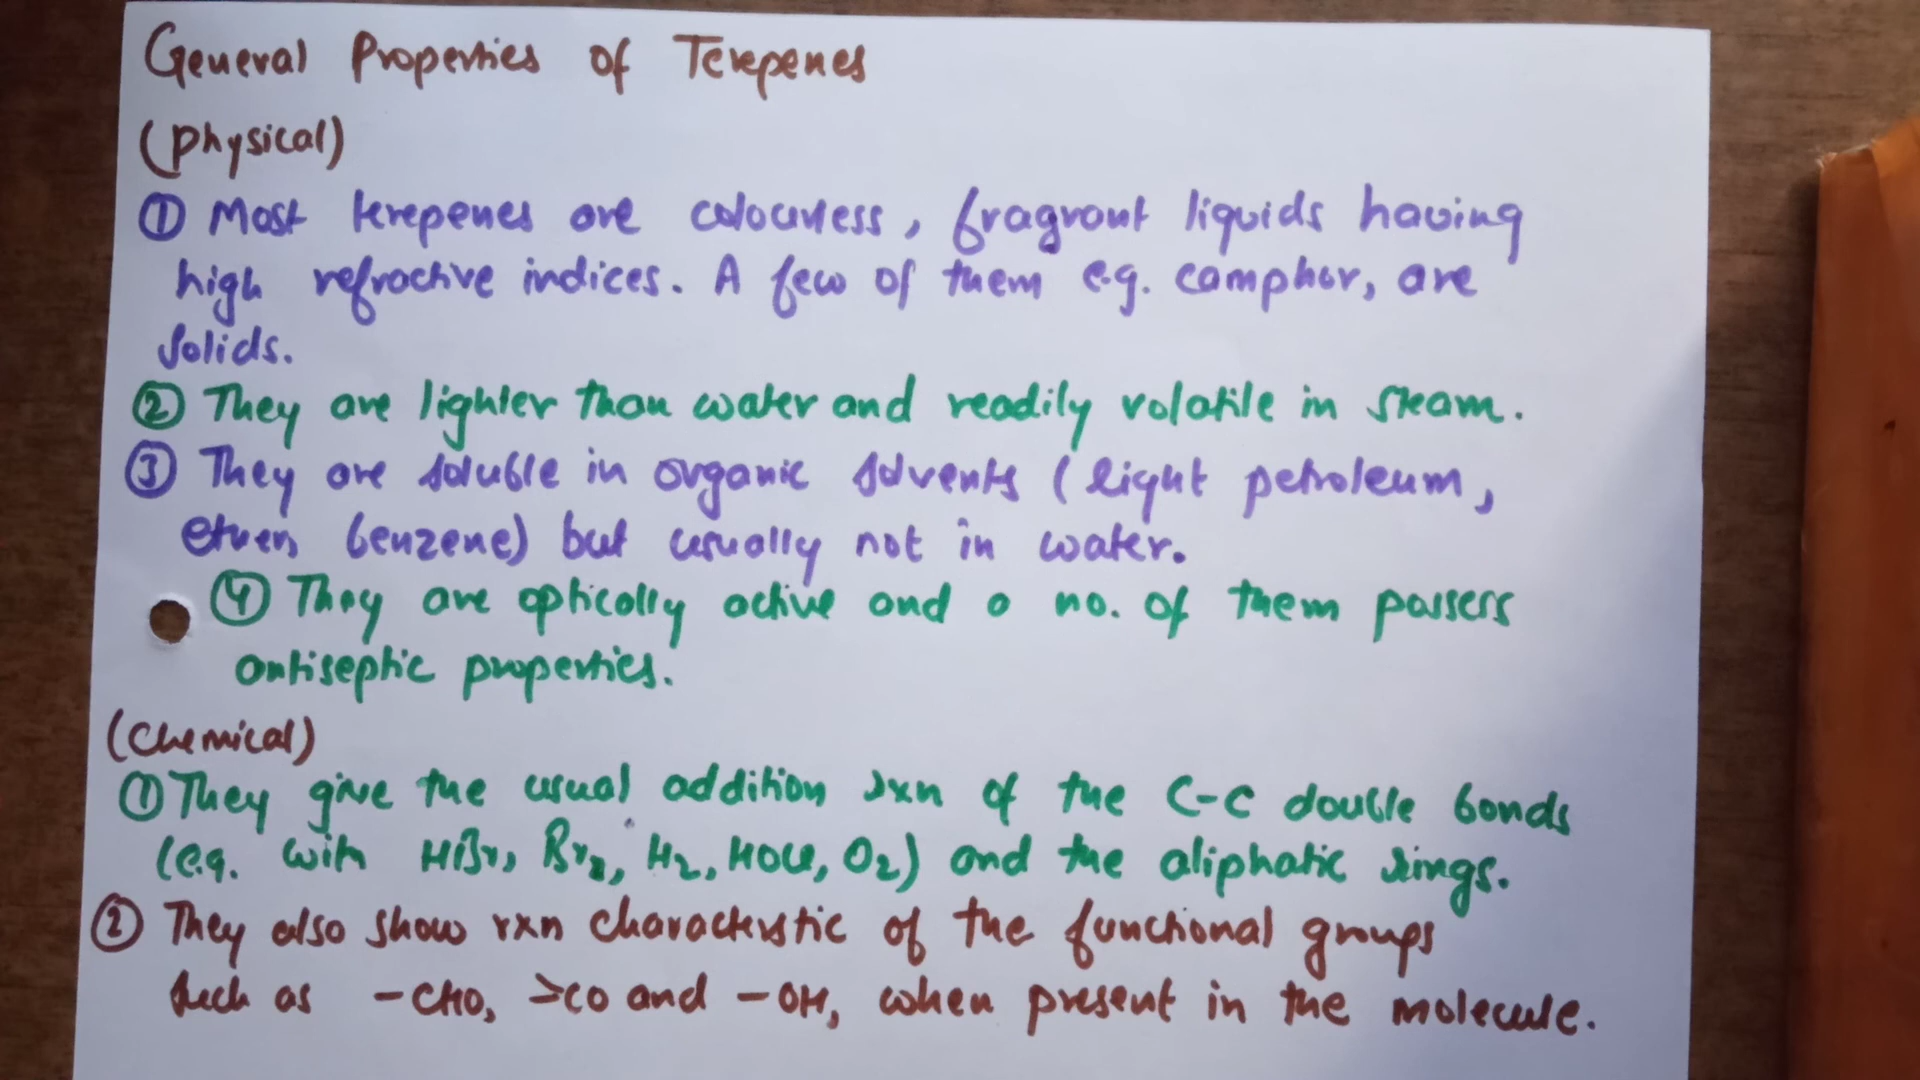 General Properties of Terepenes
(Physical)
① Most terepenes are colourless, fragrant liquids having
high refractive indices. A few of them e.g. camphor, are
solids.
② They are lighter than water and readily volatile in steam.
③ They are soluble in organic solvents (light petroleum,
ether, benzene) but usually not in water.
④ They are optically active and a no. of them possess
antiseptic properties.
(Chemical)
① They give the usual addition rxn of the C-C double bonds
(e.g. with HBr, Br₂, H₂, HOCl, O₂) and the aliphatic rings.
② They also show rxn characterstic of the functional groups
such as -CHO, >CO and -OH, when present in the molecule.